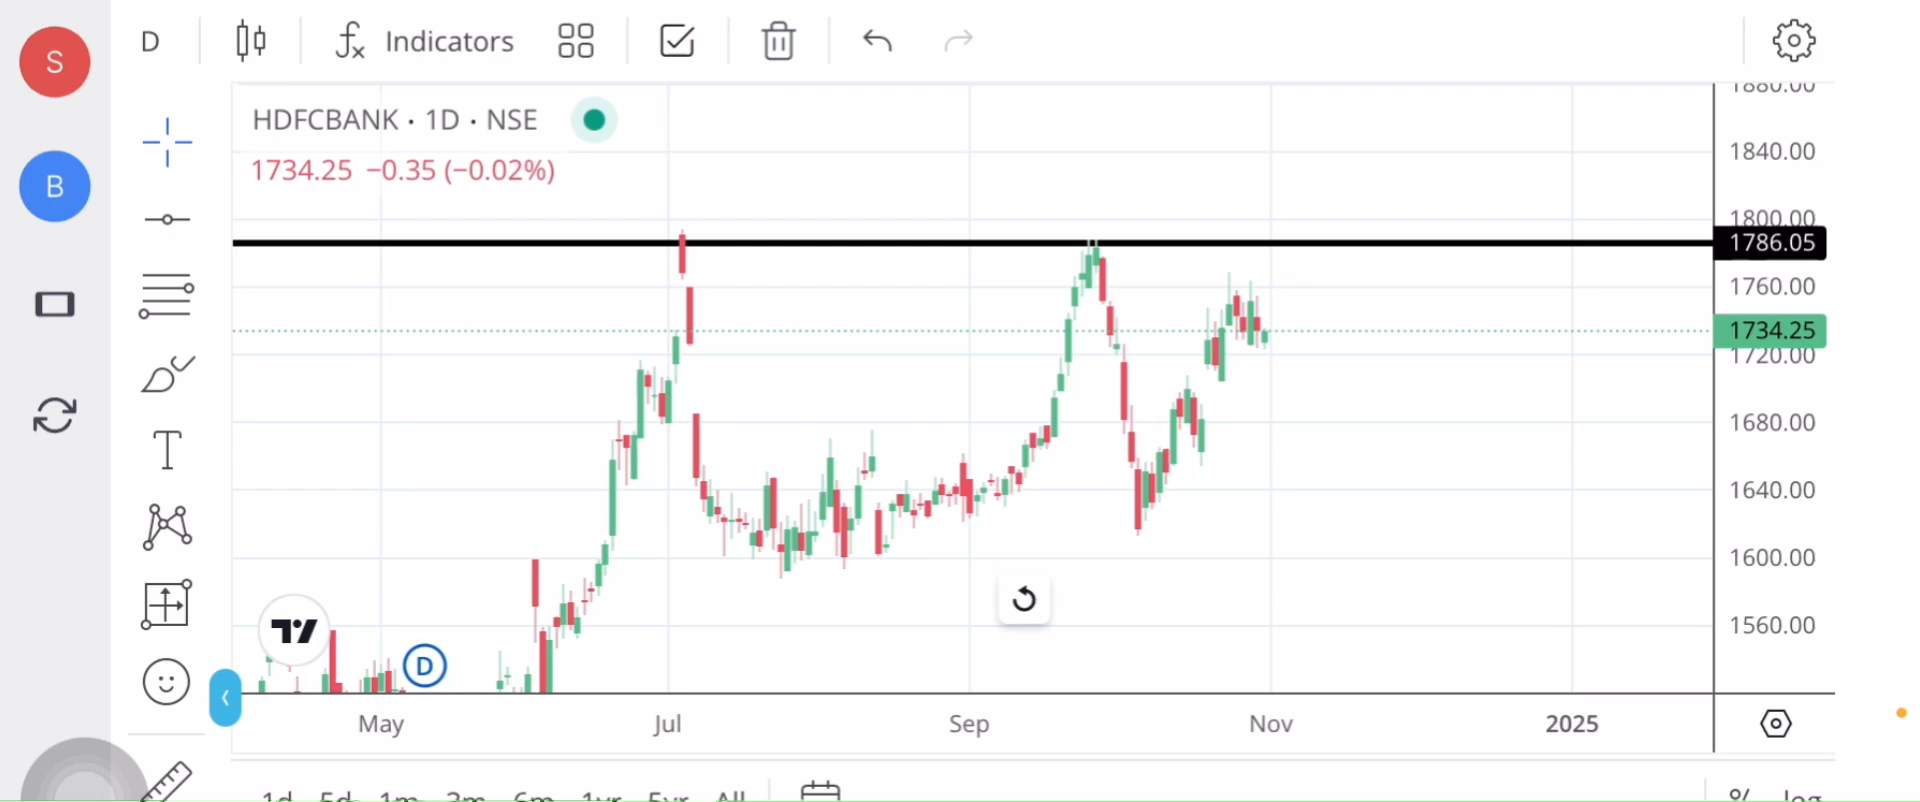 S
D
Indicators
B
HDFCBANK · 1D · NSE
1734.25 −0.35 (−0.02%)
1880.00
1840.00
1800.00
1786.05
1760.00
1734.25
1720.00
1680.00
1640.00
1600.00
1560.00
T
D
May
Jul
Sep
Nov
2025
1d
5d
1m
3m
6m
1yr
5yr
All
%
log